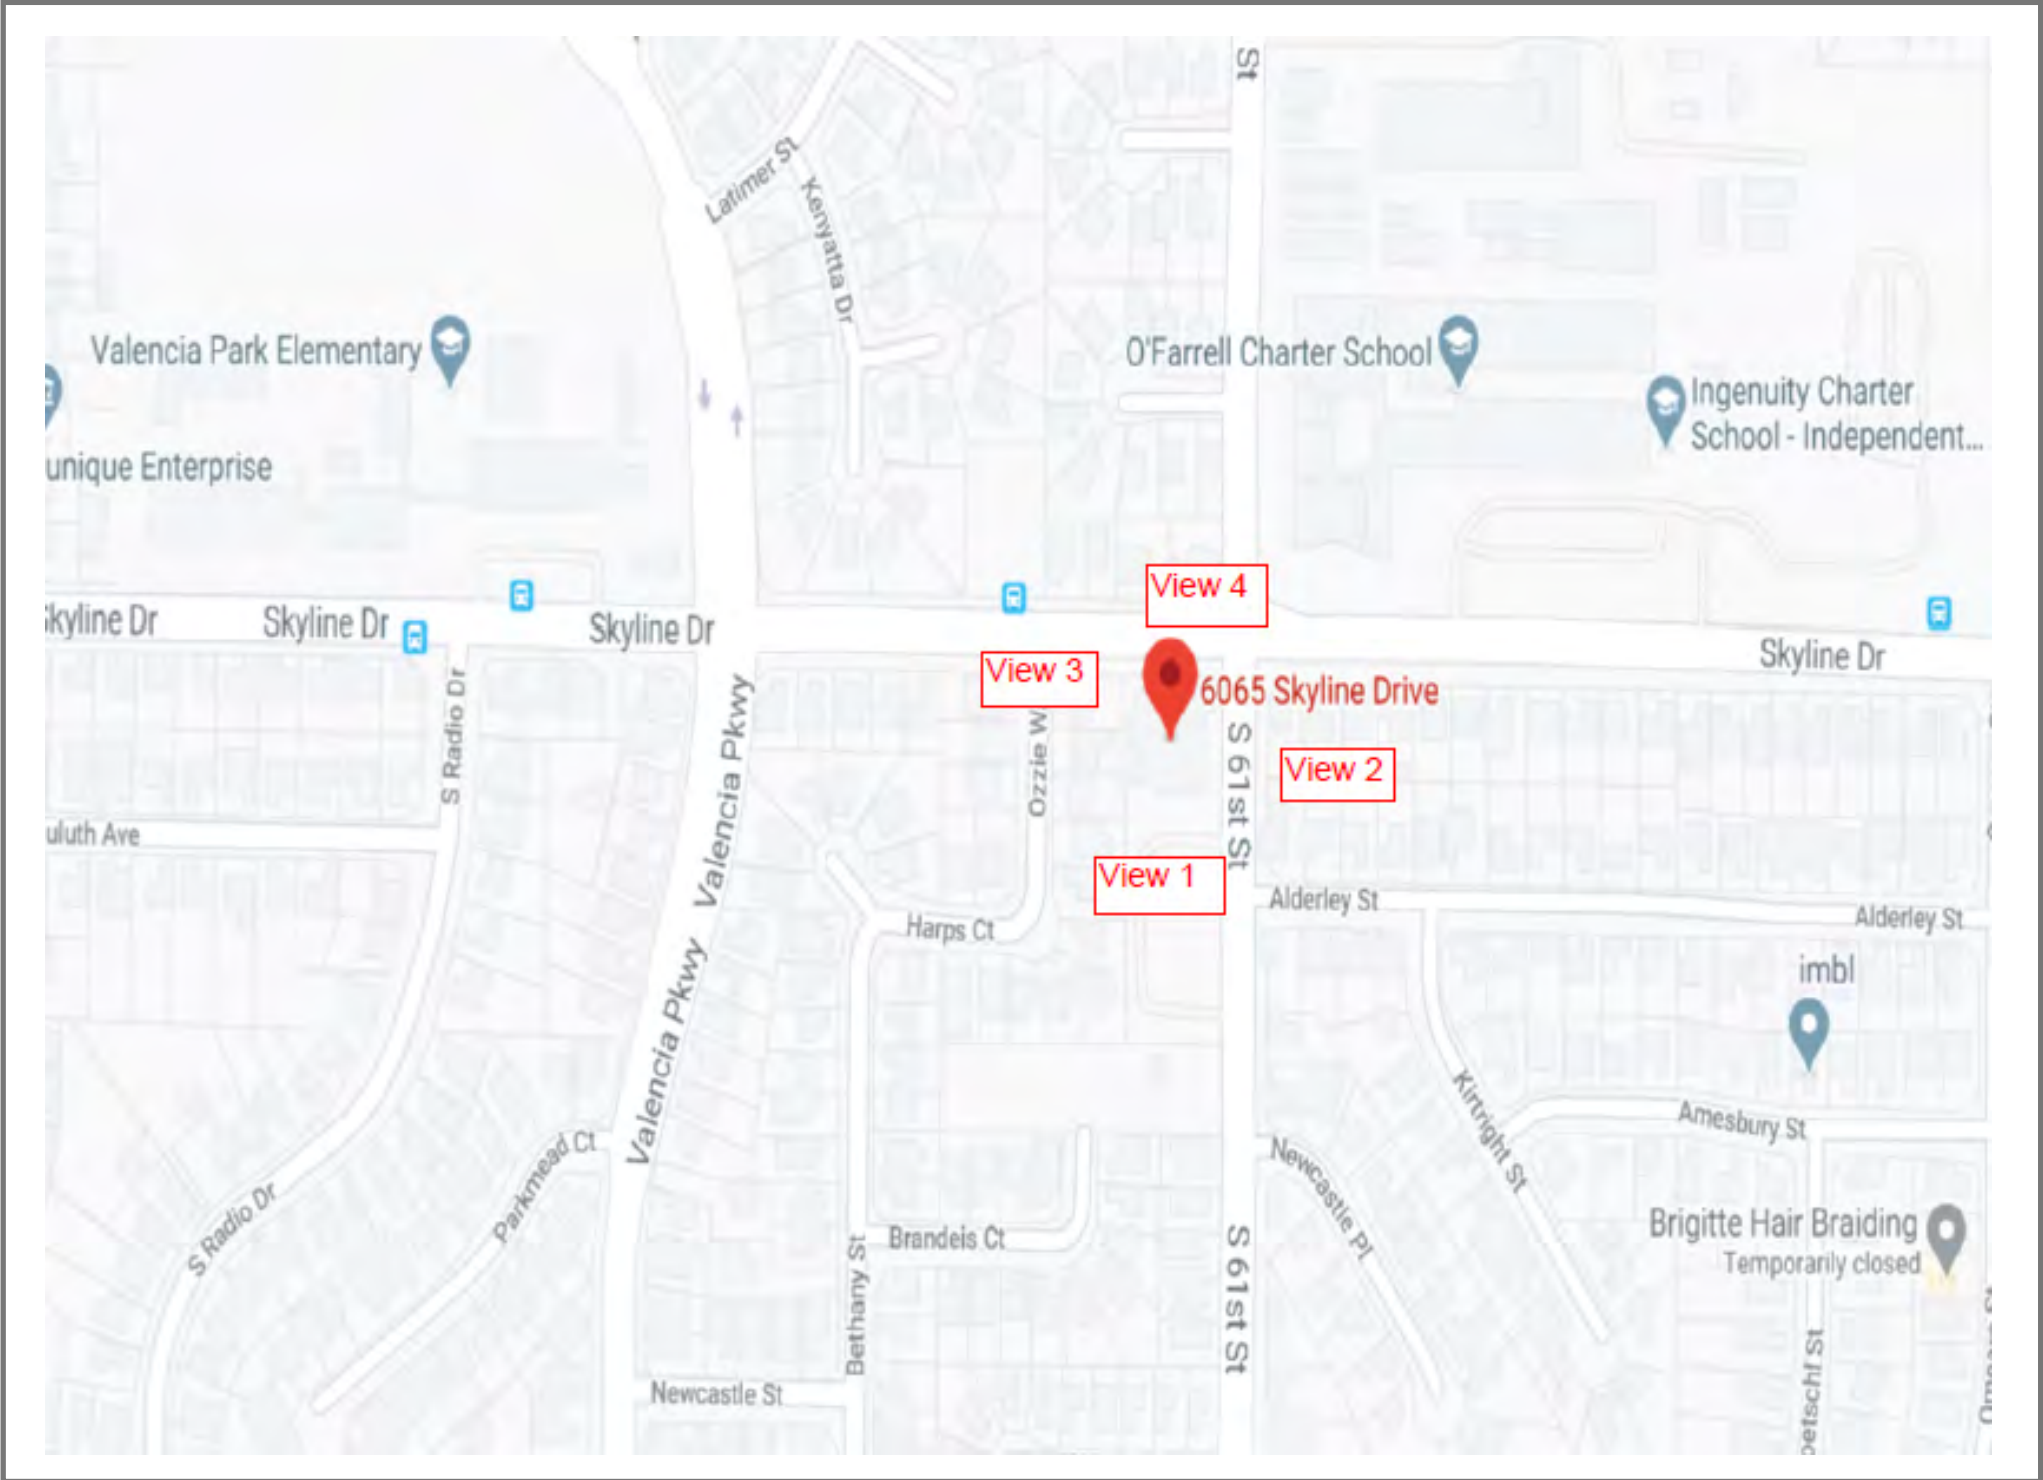 St
Latimer St
Kenyatta Dr
Valencia Park Elementary
O'Farrell Charter School
Ingenuity Charter
School - Independent...
unique Enterprise
View 4
Skyline Dr
Skyline Dr
Skyline Dr
View 3
6065 Skyline Drive
Skyline Dr
S Radio Dr
Valencia Pkwy
Ozzie W
S 61st St
View 2
uluth Ave
View 1
Alderley St
Alderley St
Harps Ct
imbl
Valencia Pkwy
Kirtright St
Amesbury St
Parkmead Ct
Newcastle Pl
S Radio Dr
Brandeis Ct
Bethany St
S 61st St
Brigitte Hair Braiding
Temporarily closed
Newcastle St
petschf St